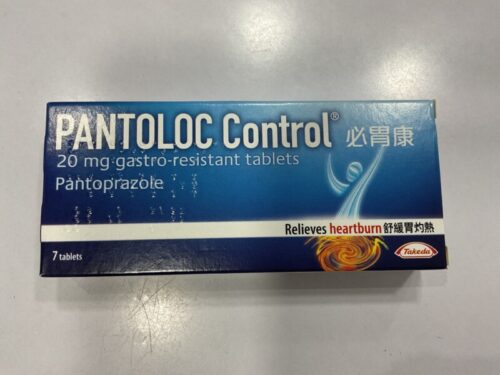 PANTOLOC Control® 必胃康
20 mg gastro-resistant tablets
Pantoprazole
Relieves heartburn 舒緩胃灼熱
7 tablets
Takeda